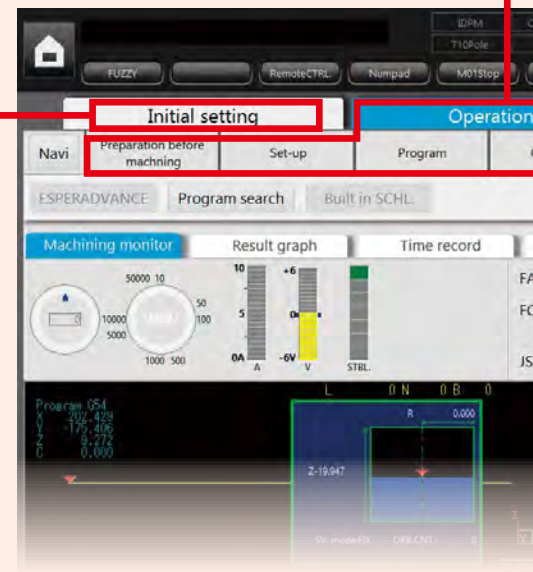 IDPM
T10Pole
FUZZY RemoteCTRL. Numpad M01Stop
Initial setting Operation
Navi Preparation before machning Set-up Program
ESPERADVANCE Program search Built in SCHL.
Machining monitor Result graph Time record
50000 10
50
100
500
1000
5000
10000
0
10
5
0A
A
+6
0
-6V
V
STBL.
FA
FC
JS
L 0 N 0 B 0
Program G54
X 202.429
Y -175.406
Z 9.272
C 0.000
R 0.000
Z-19.947
SV mode:FIX ORB.CNT: 0
Y